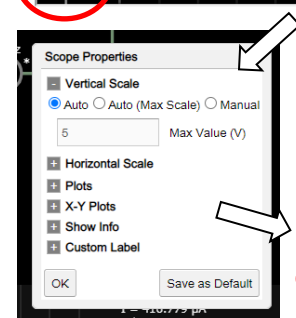 z
*
Scope Properties
- Vertical Scale
Auto Auto (Max Scale) Manual
5 Max Value (V)
+ Horizontal Scale
+ Plots
+ X-Y Plots
+ Show Info
+ Custom Label
OK Save as Default